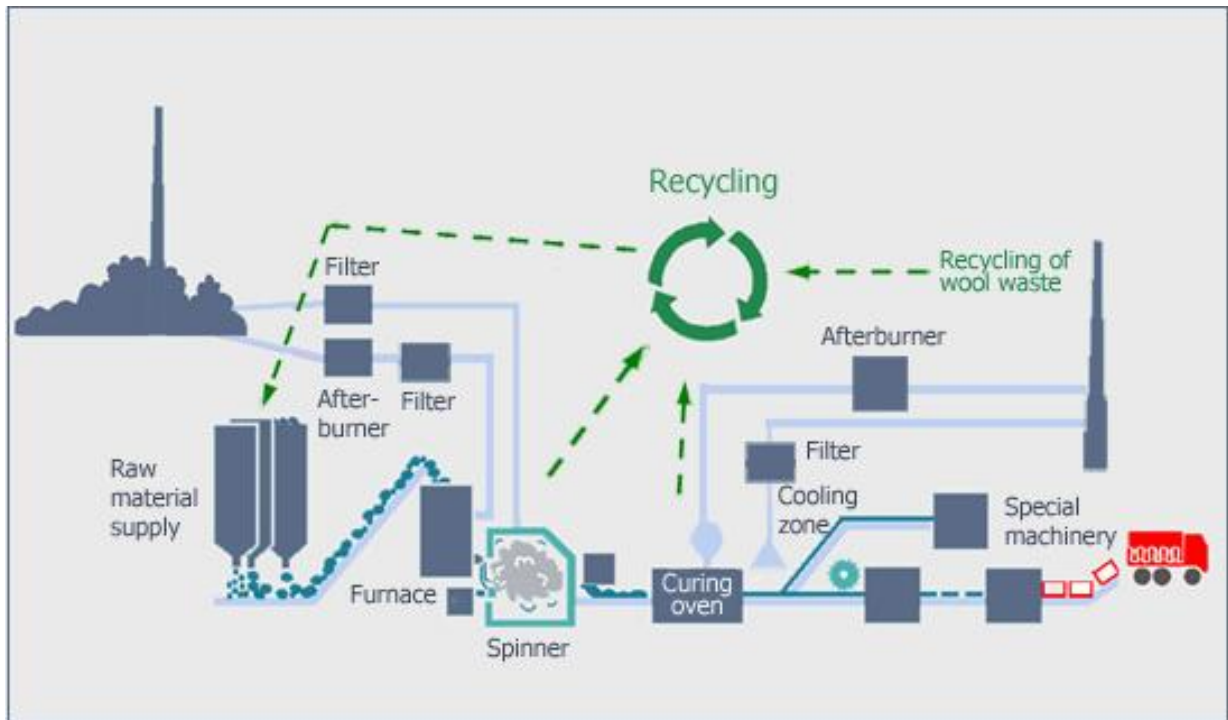 Recycling
Filter
Recycling of
wool waste
Afterburner
After-
burner
Filter
Raw
material
supply
Filter
Cooling
zone
Special
machinery
Furnace
Curing
oven
Spinner